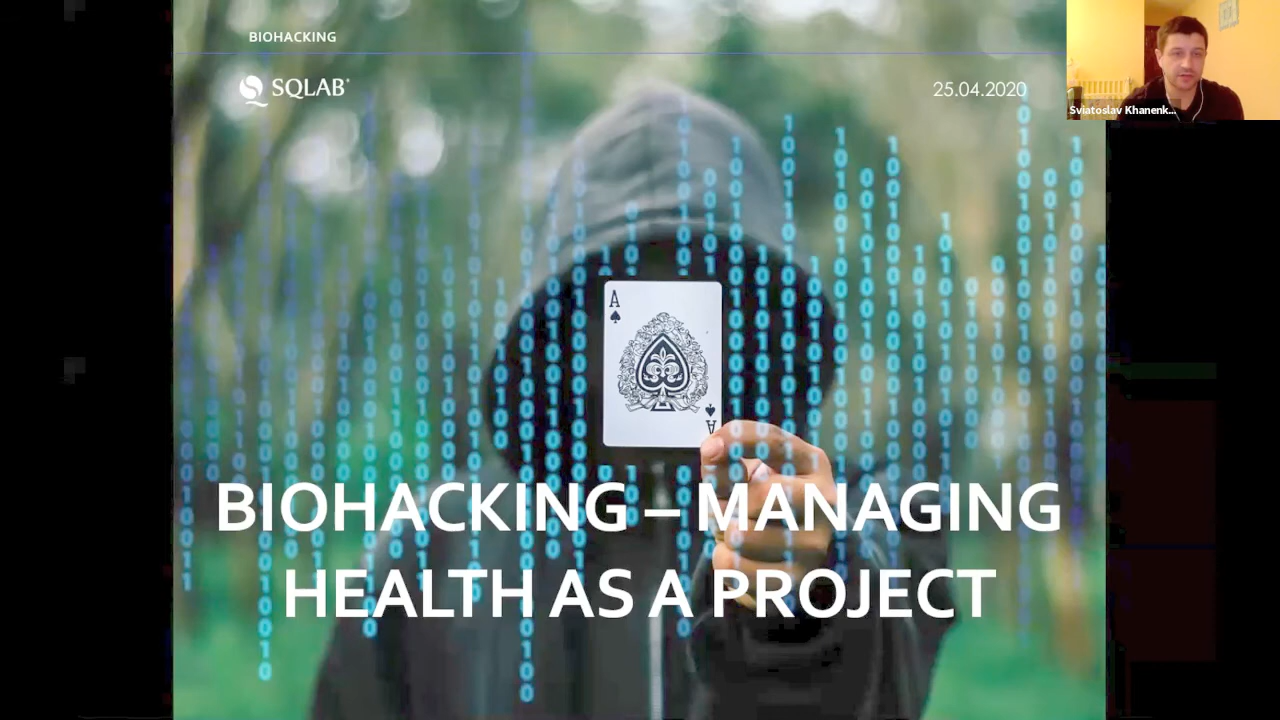 BIOHACKING
SQLAB
25.04.2020
Sviatoslav Khanenk...
A
A
BIOHACKING – MANAGING
HEALTH AS A PROJECT